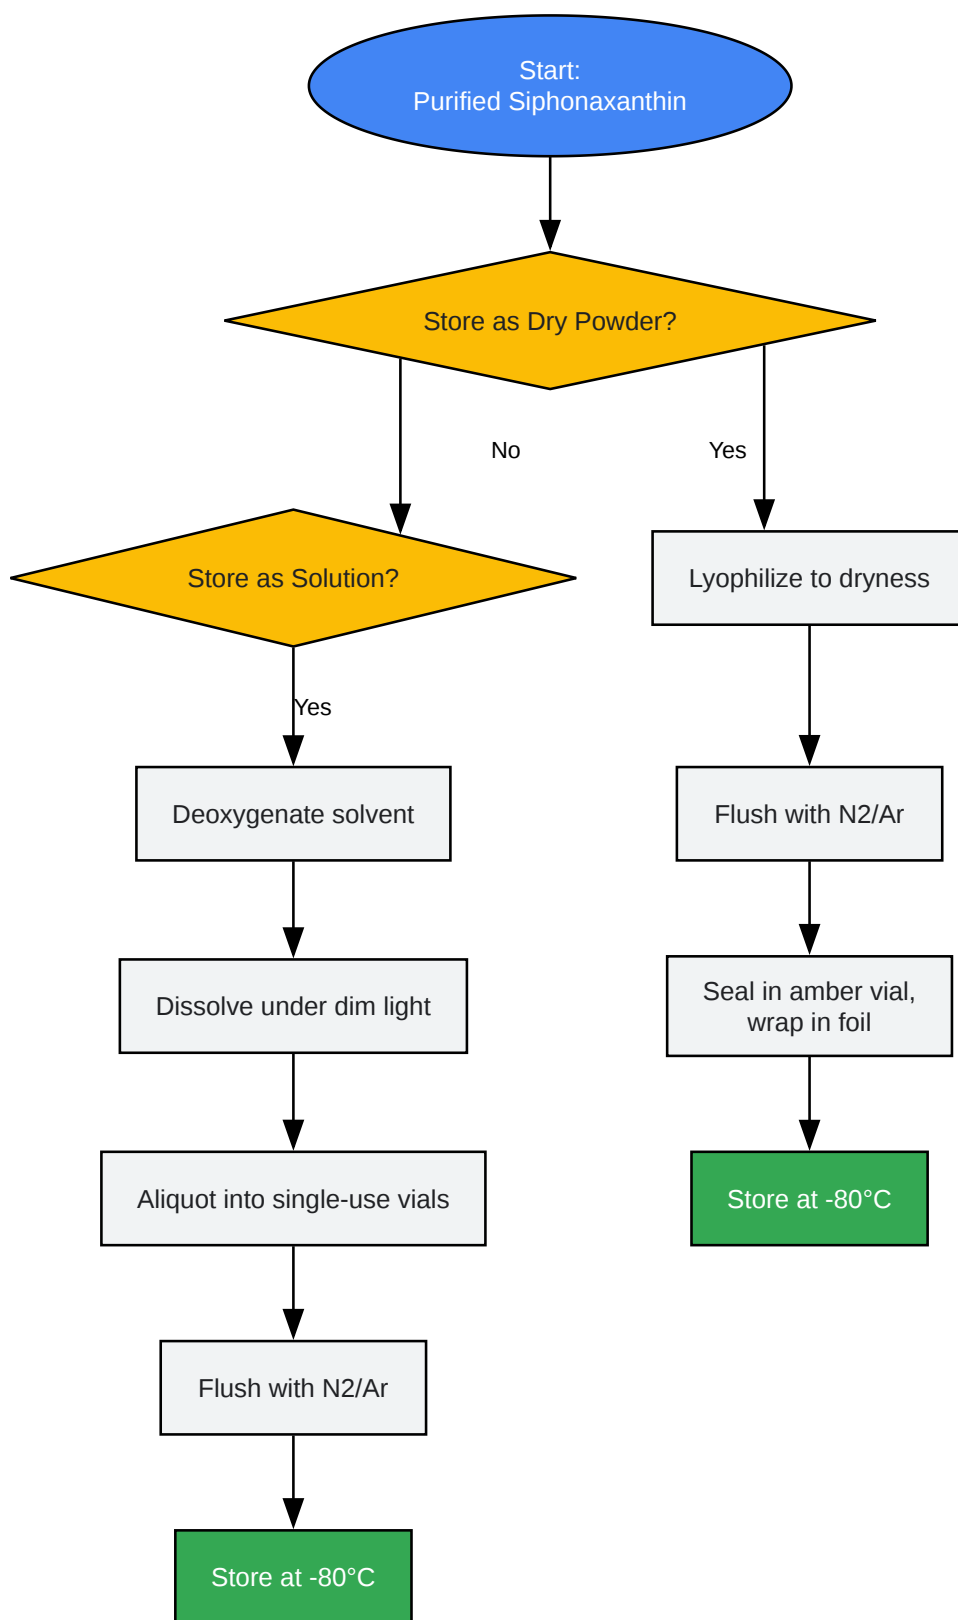 Start:
Purified Siphonaxanthin
Store as Dry Powder?
No
Yes
Store as Solution?
Lyophilize to dryness
Yes
Deoxygenate solvent
Flush with N2/Ar
Dissolve under dim light
Seal in amber vial,
wrap in foil
Aliquot into single-use vials
Store at -80°C
Flush with N2/Ar
Store at -80°C